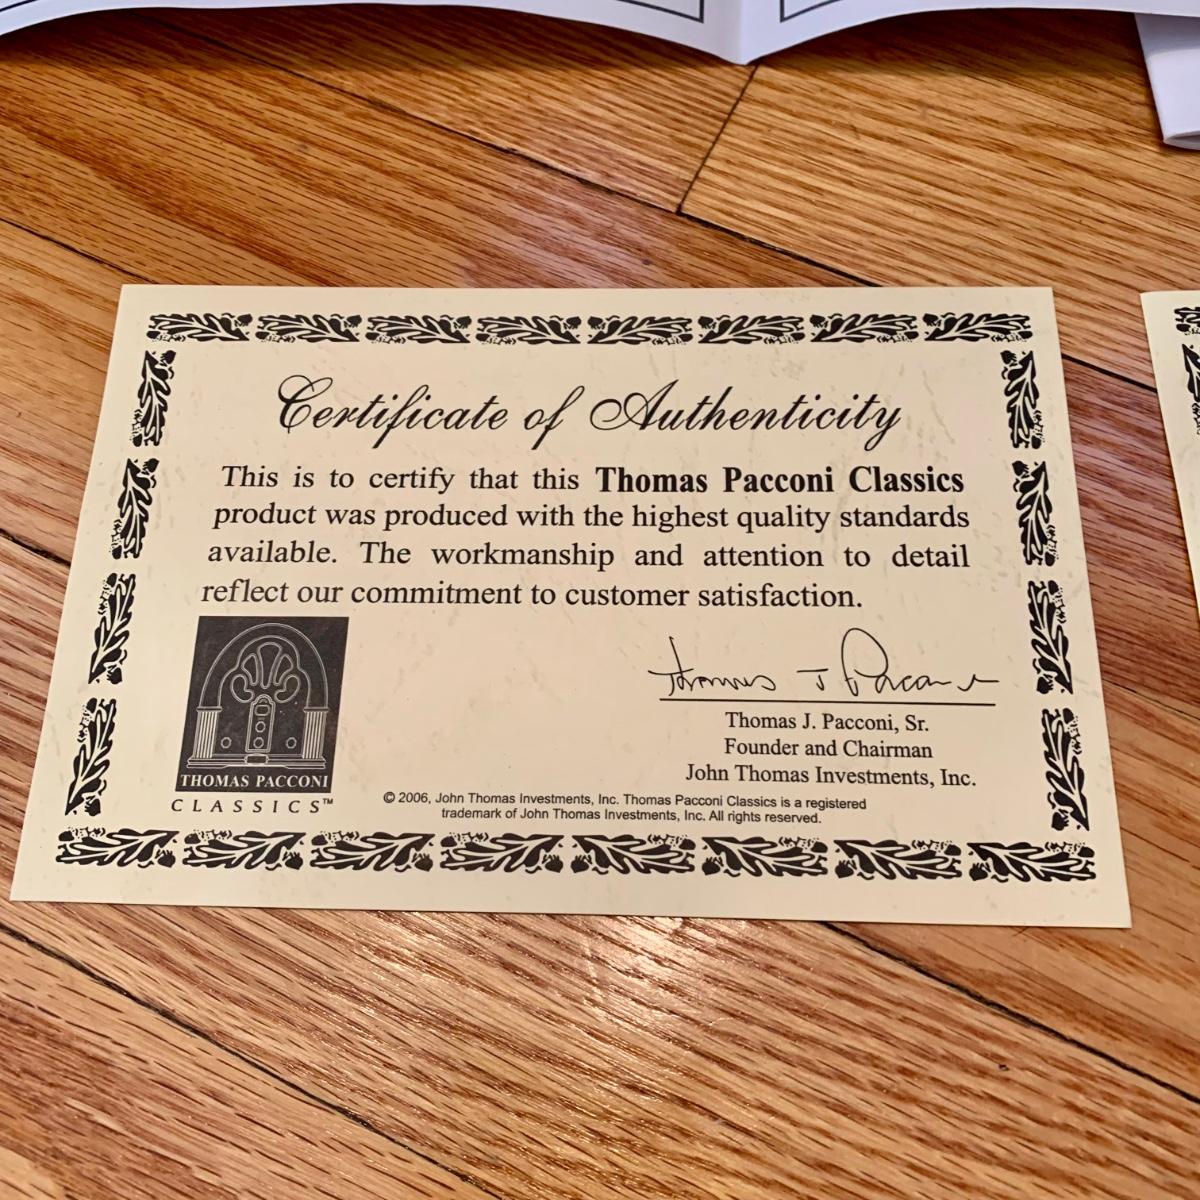 Certificate of Authenticity
This is to certify that this Thomas Pacconi Classics
product was produced with the highest quality standards
available. The workmanship and attention to detail
reflect our commitment to customer satisfaction.
Thomas J Pacconi
Thomas J. Pacconi, Sr.
Founder and Chairman
John Thomas Investments, Inc.
THOMAS PACCONI
CLASSICS™
© 2006, John Thomas Investments, Inc. Thomas Pacconi Classics is a registered
trademark of John Thomas Investments, Inc. All rights reserved.